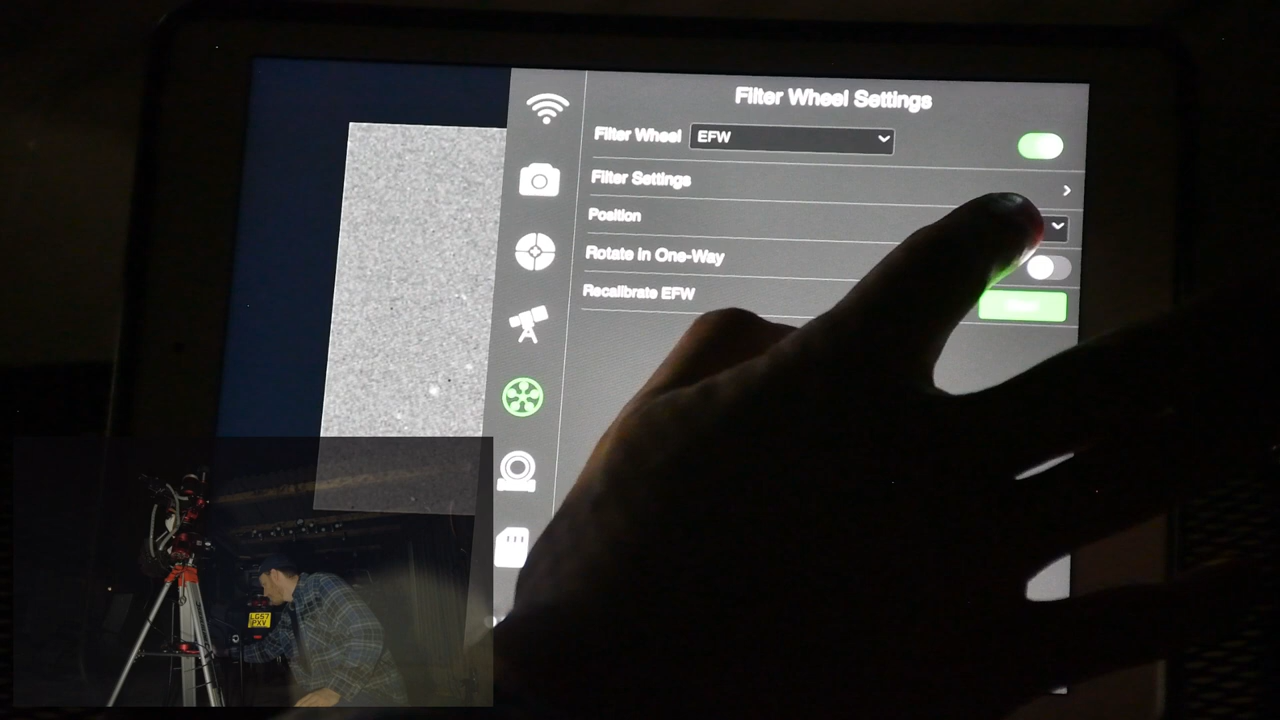 Filter Wheel Settings
Filter Wheel EFW
Filter Settings
Position
Rotate in One-Way
Recalibrate EFW